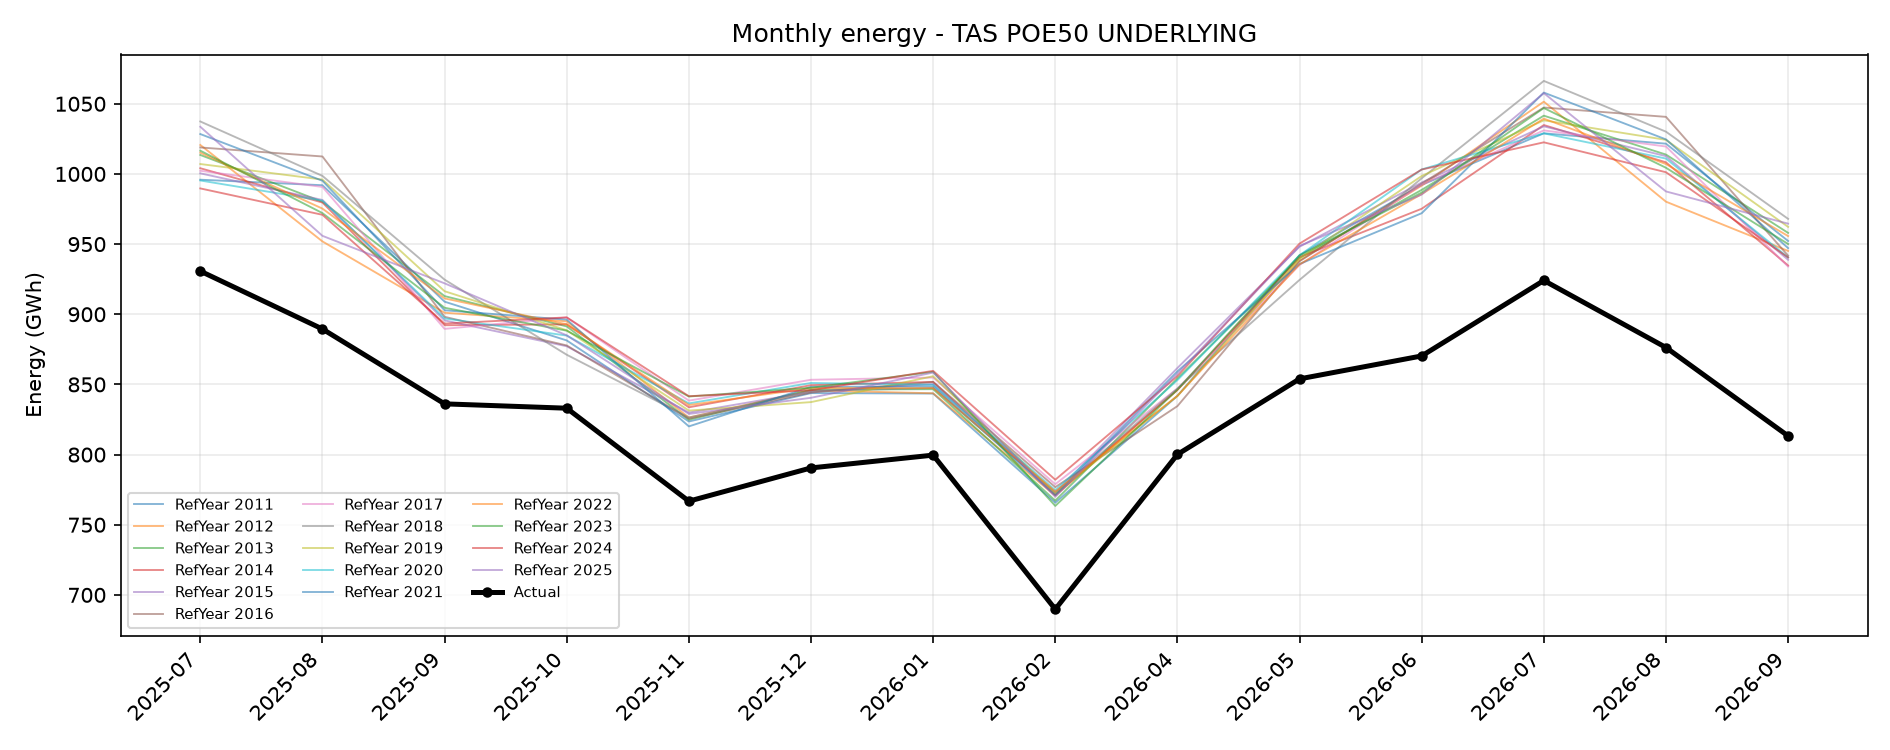 Monthly energy - TAS POE50 UNDERLYING
Energy (GWh)
1050
1000
950
900
850
800
750
700
RefYear 2011
RefYear 2012
RefYear 2013
RefYear 2014
RefYear 2015
RefYear 2016
RefYear 2017
RefYear 2018
RefYear 2019
RefYear 2020
RefYear 2021
RefYear 2022
RefYear 2023
RefYear 2024
RefYear 2025
Actual
2025-07
2025-08
2025-09
2025-10
2025-11
2025-12
2026-01
2026-02
2026-04
2026-05
2026-06
2026-07
2026-08
2026-09